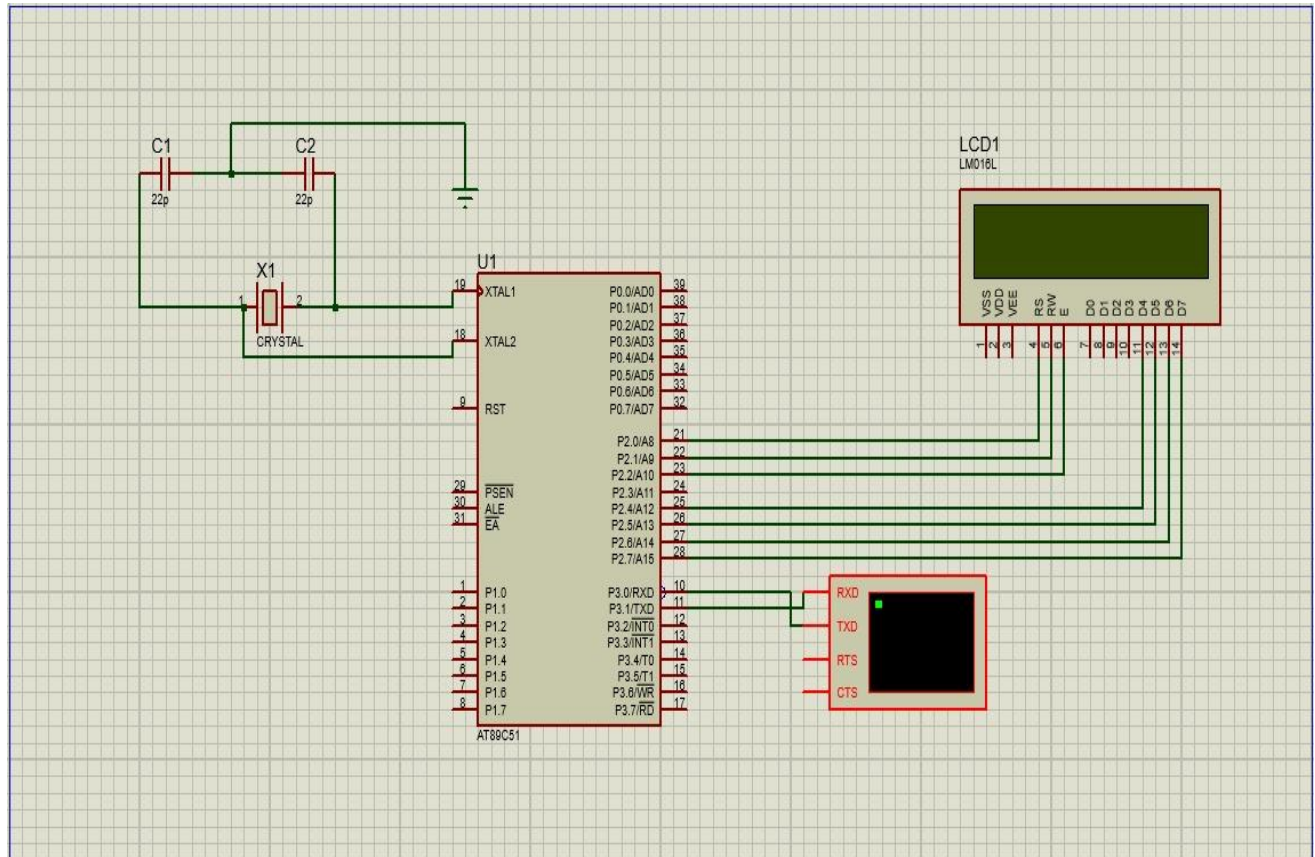 C1
22p
C2
22p
X1
1
2
CRYSTAL
U1
19 XTAL1
18 XTAL2
9 RST
29 PSEN
30 ALE
31 EA
1 P1.0
2 P1.1
3 P1.2
4 P1.3
5 P1.4
6 P1.5
7 P1.6
8 P1.7
P0.0/AD0 39
P0.1/AD1 38
P0.2/AD2 37
P0.3/AD3 36
P0.4/AD4 35
P0.5/AD5 34
P0.6/AD6 33
P0.7/AD7 32
P2.0/A8 21
P2.1/A9 22
P2.2/A10 23
P2.3/A11 24
P2.4/A12 25
P2.5/A13 26
P2.6/A14 27
P2.7/A15 28
P3.0/RXD 10
P3.1/TXD 11
P3.2/INT0 12
P3.3/INT1 13
P3.4/T0 14
P3.5/T1 15
P3.6/WR 16
P3.7/RD 17
AT89C51
LCD1
LM016L
VSS VDD VEE RS RW E D0 D1 D2 D3 D4 D5 D6 D7
1 2 3 4 5 6 7 8 9 10 11 12 13 14
RXD
TXD
RTS
CTS